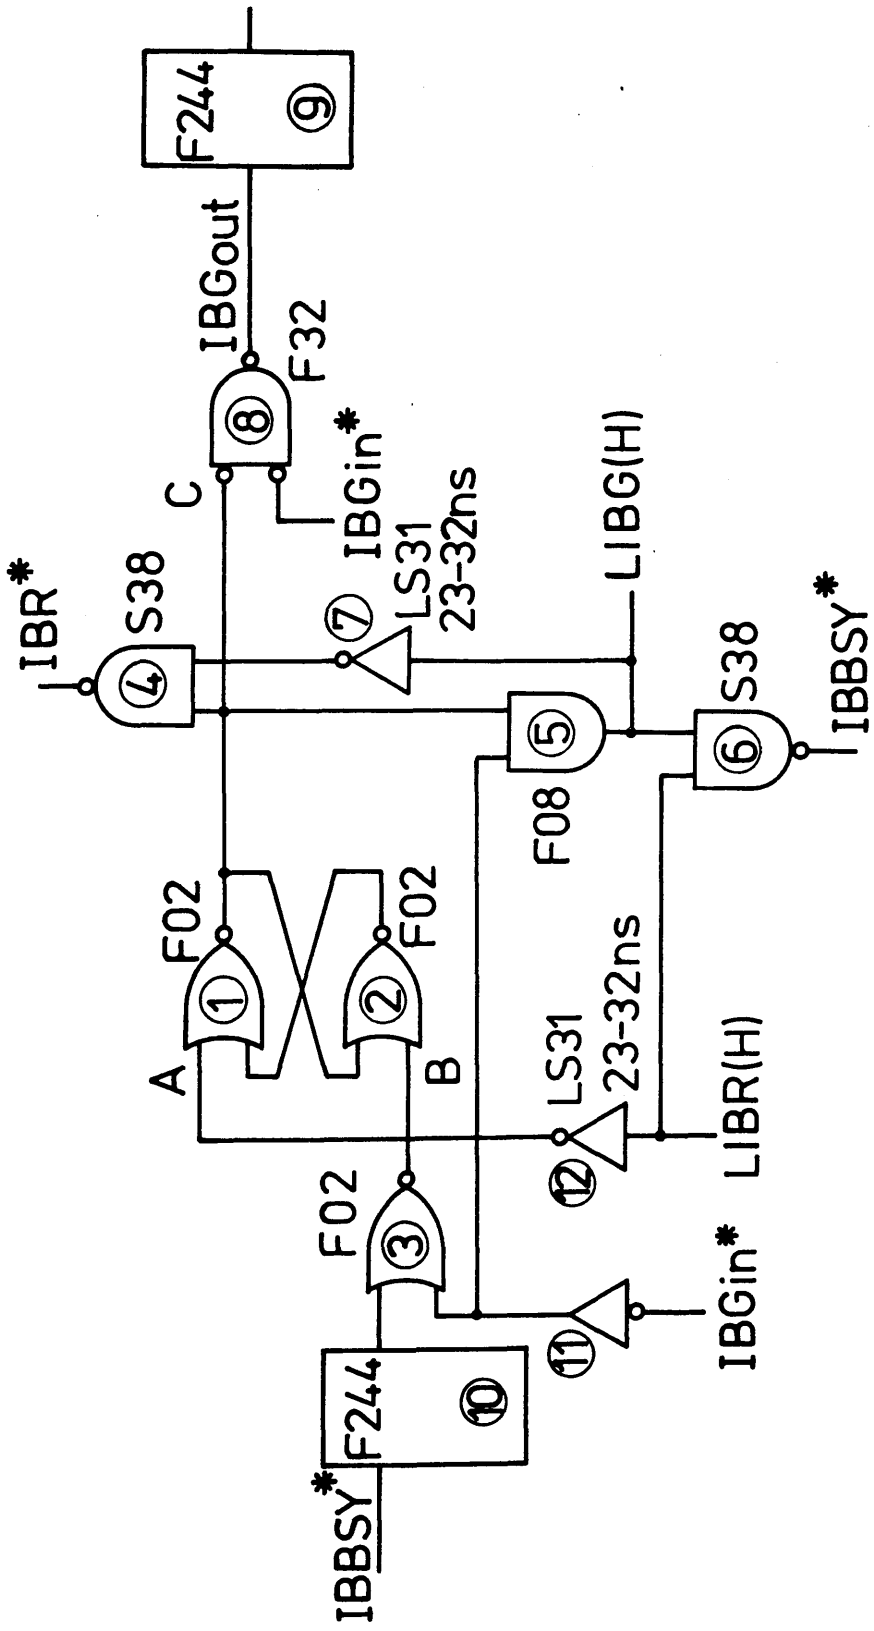 IBBSY*
F244
10
F02
3
11
IBGin*
A
B
F02
1
2
F02
LS31
23-32ns
12
LIBR(H)
IBR*
S38
4
F08
5
7
LS31
23-32ns
S38
6
IBBSY*
LIBG(H)
C
8
F32
IBGin*
IBGout
F244
9